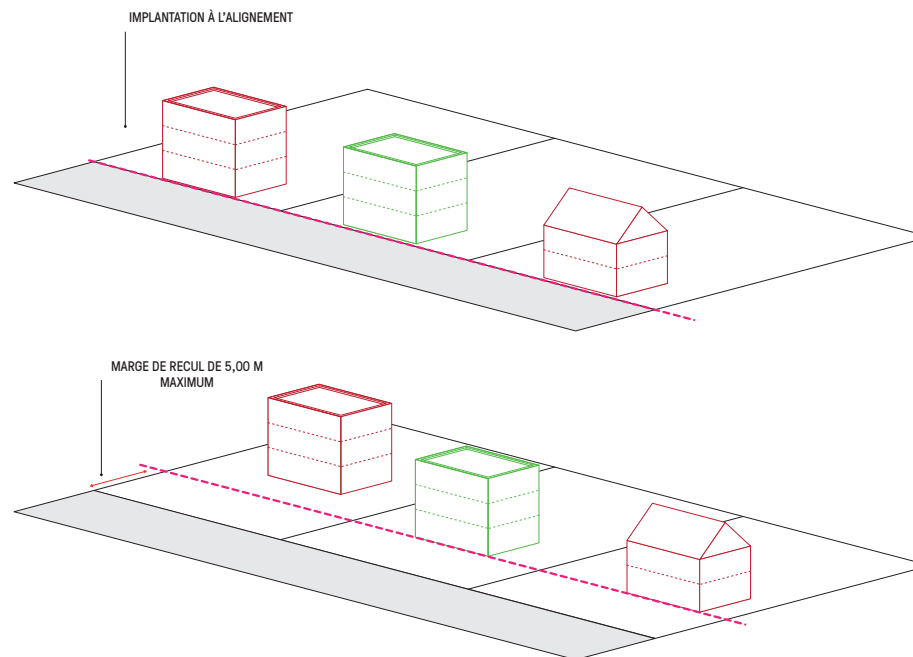 IMPLANTATION À L'ALIGNEMENT
MARGE DE RECUL DE 5,00 M
MAXIMUM